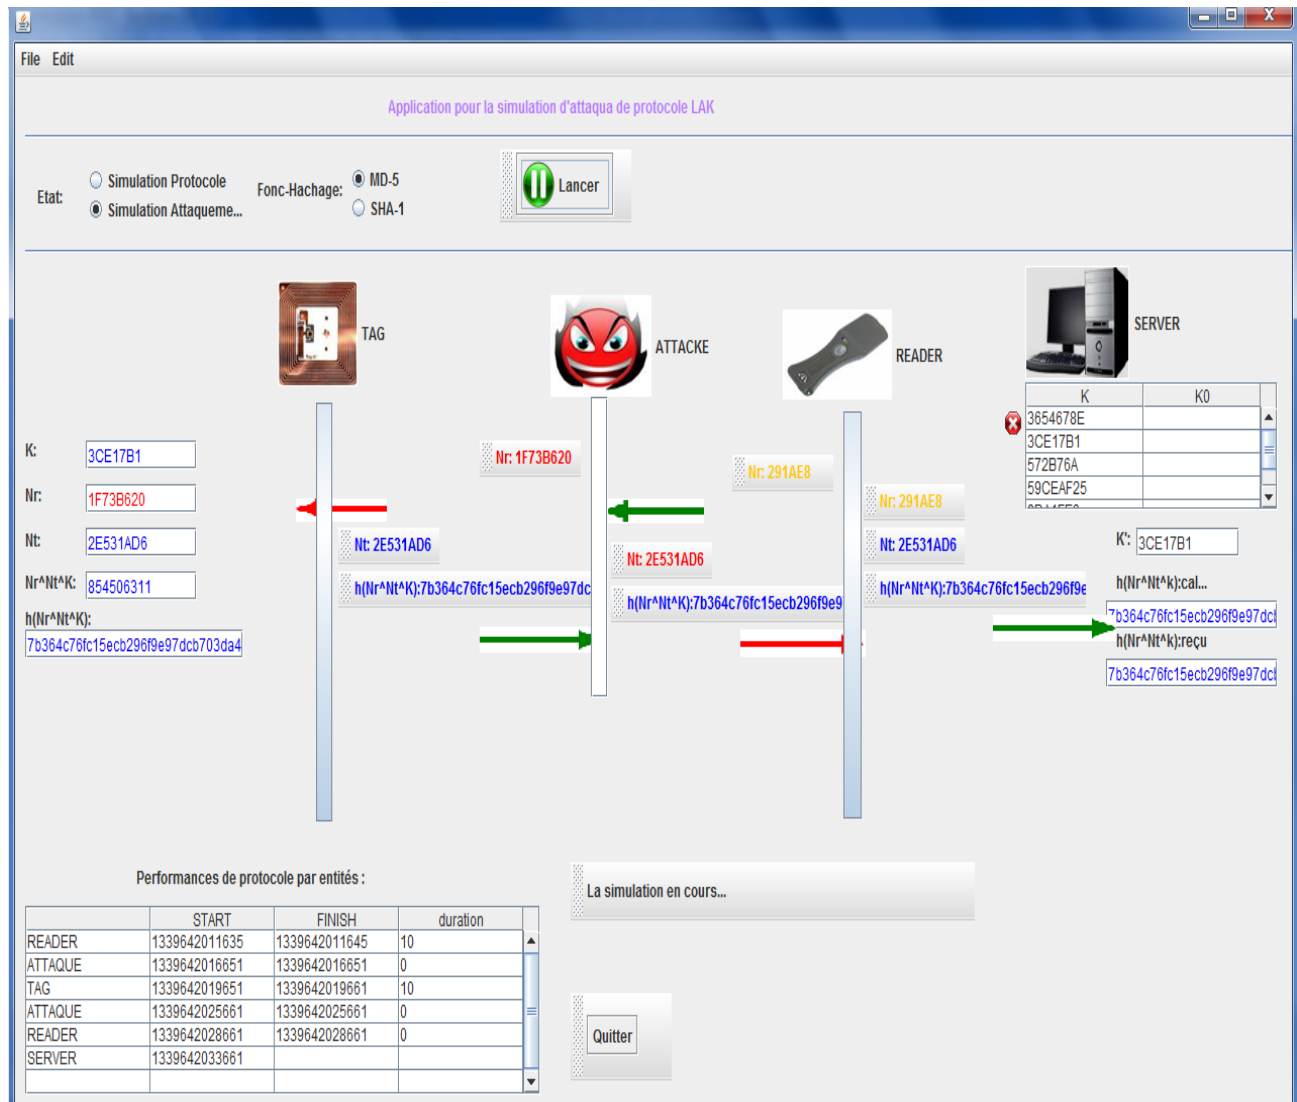 File Edit
Application pour la simulation d'attaqua de protocole LAK
Etat:
Simulation Protocole
Simulation Attaqueme...
Fonc-Hachage:
MD-5
SHA-1
Lancer
TAG
ATTACKE
READER
SERVER
K K0
3654678E
3CE17B1
572B76A
59CEAF25
K: 3CE17B1
Nr: 1F73B620
Nt: 2E531AD6
Nr^Nt^K: 854506311
h(Nr^Nt^K):
7b364c76fc15ecb296f9e97dcb703da4
Nr: 1F73B620
Nr: 291AE8
Nr: 291AE8
Nt: 2E531AD6
h(Nr^Nt^K):7b364c76fc15ecb296f9e97dc
Nt: 2E531AD6
h(Nr^Nt^K):7b364c76fc15ecb296f9e9
Nt: 2E531AD6
h(Nr^Nt^K):7b364c76fc15ecb296f9e
K': 3CE17B1
h(Nr^Nt^k):cal...
7b364c76fc15ecb296f9e97dcb
h(Nr^Nt^k):reçu
7b364c76fc15ecb296f9e97dcb
Performances de protocole par entités :
START FINISH duration
READER 1339642011635 1339642011645 10
ATTAQUE 1339642016651 1339642016651 0
TAG 1339642019651 1339642019661 10
ATTAQUE 1339642025661 1339642025661 0
READER 1339642028661 1339642028661 0
SERVER 1339642033661
La simulation en cours...
Quitter